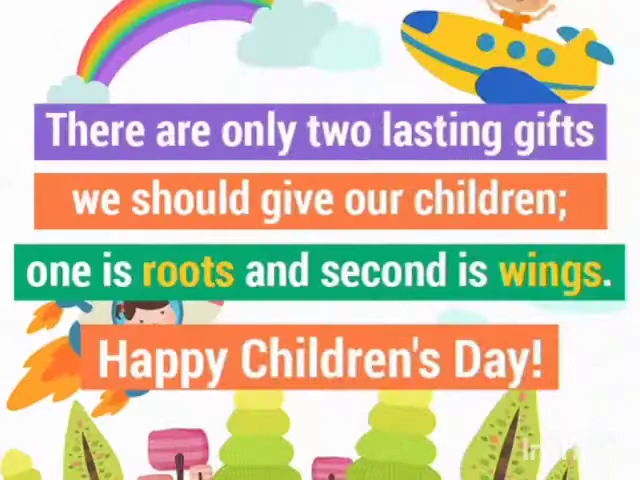 There are only two lasting gifts
we should give our children;
one is roots and second is wings.
Happy Children's Day!